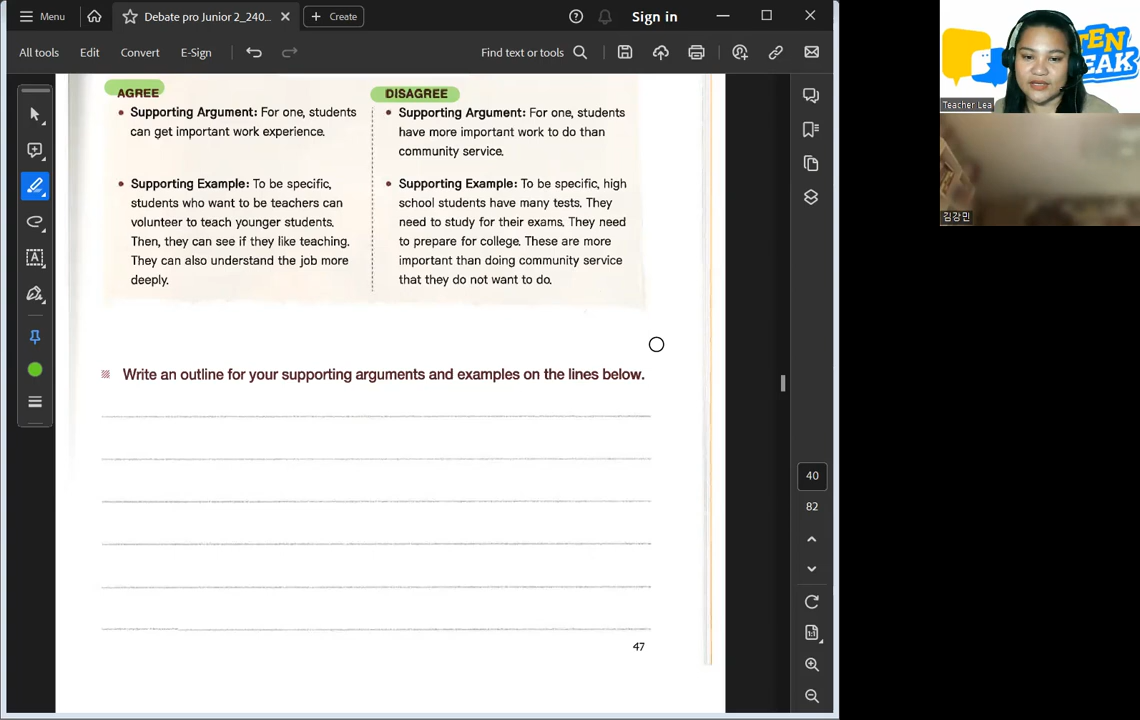 Menu
Debate pro Junior 2_240...
Create
Sign in
All tools
Edit
Convert
E-Sign
Find text or tools
AGREE
• Supporting Argument: For one, students
can get important work experience.
• Supporting Example: To be specific,
students who want to be teachers can
volunteer to teach younger students.
Then, they can see if they like teaching.
They can also understand the job more
deeply.
DISAGREE
• Supporting Argument: For one, students
have more important work to do than
community service.
• Supporting Example: To be specific, high
school students have many tests. They
need to study for their exams. They need
to prepare for college. These are more
important than doing community service
that they do not want to do.
Write an outline for your supporting arguments and examples on the lines below.
47
40
82
1:1
TEN
EAK
Teacher Lea
김강민